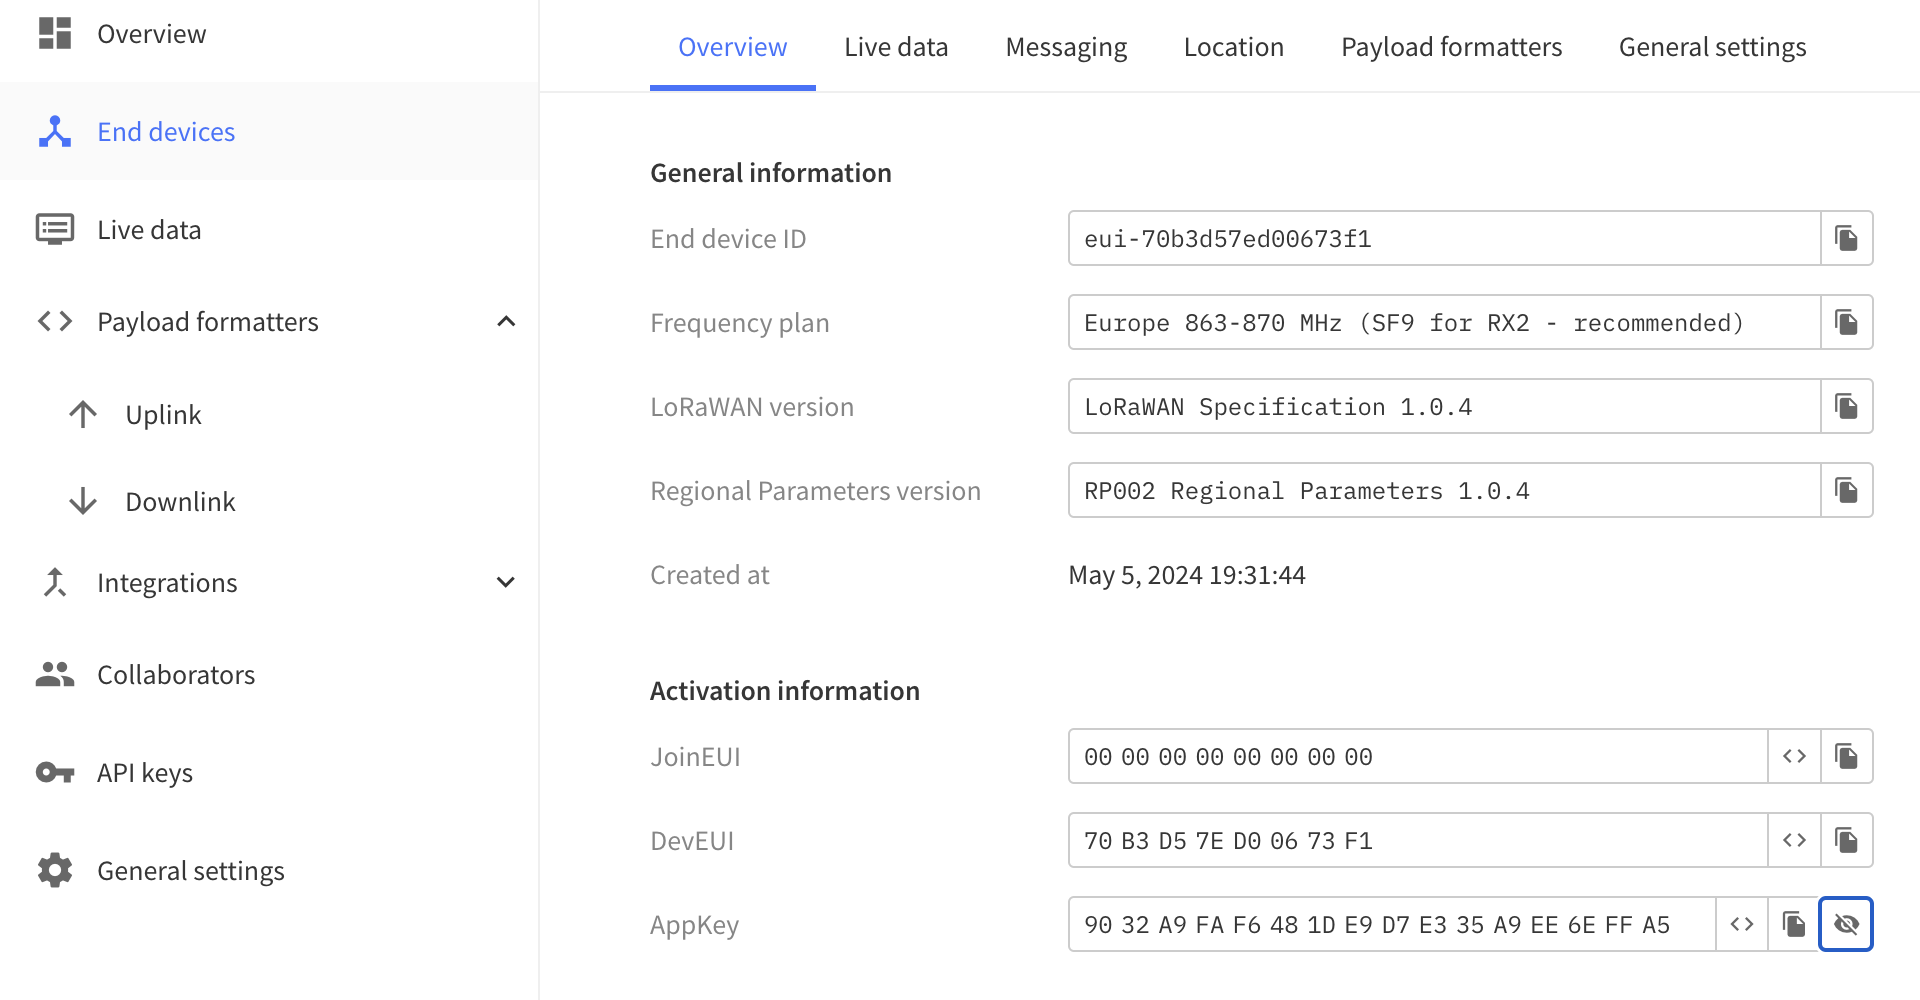 Overview
End devices
Live data
Payload formatters
Uplink
Downlink
Integrations
Collaborators
API keys
General settings
Overview Live data Messaging Location Payload formatters General settings
General information
End device ID eui-70b3d57ed00673f1
Frequency plan Europe 863-870 MHz (SF9 for RX2 - recommended)
LoRaWAN version LoRaWAN Specification 1.0.4
Regional Parameters version RP002 Regional Parameters 1.0.4
Created at May 5, 2024 19:31:44
Activation information
JoinEUI 00 00 00 00 00 00 00 00
DevEUI 70 B3 D5 7E D0 06 73 F1
AppKey 90 32 A9 FA F6 48 1D E9 D7 E3 35 A9 EE 6E FF A5